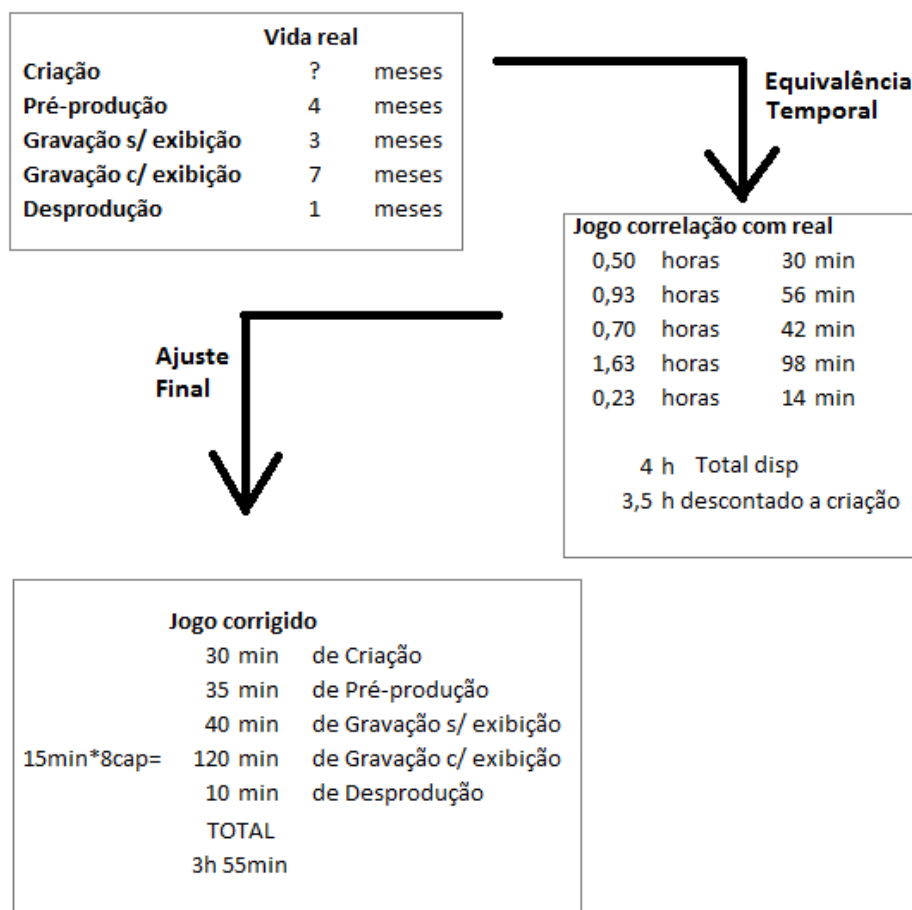 Vida real
Criação ? meses
Pré-produção 4 meses
Gravação s/ exibição 3 meses
Gravação c/ exibição 7 meses
Desprodução 1 meses
Equivalência
Temporal
Jogo correlação com real
0,50 horas 30 min
0,93 horas 56 min
0,70 horas 42 min
1,63 horas 98 min
0,23 horas 14 min
4 h Total disp
3,5 h descontado a criação
Ajuste
Final
Jogo corrigido
30 min de Criação
35 min de Pré-produção
40 min de Gravação s/ exibição
15min*8cap= 120 min de Gravação c/ exibição
10 min de Desprodução
TOTAL
3h 55min